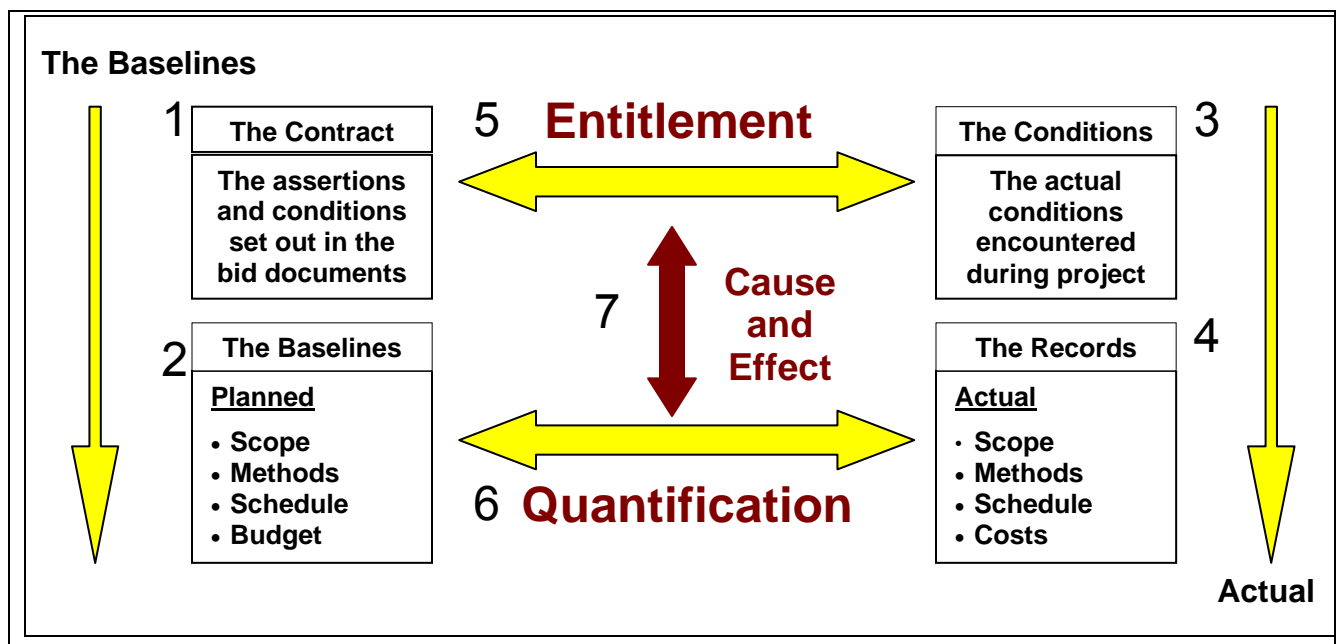 The Baselines
1
The Contract
The assertions
and conditions
set out in the
bid documents
5
Entitlement
The Conditions
3
The actual
conditions
encountered
during project
7
Cause
and
Effect
2
The Baselines
Planned
• Scope
• Methods
• Schedule
• Budget
6
Quantification
The Records
4
Actual
• Scope
• Methods
• Schedule
• Costs
Actual